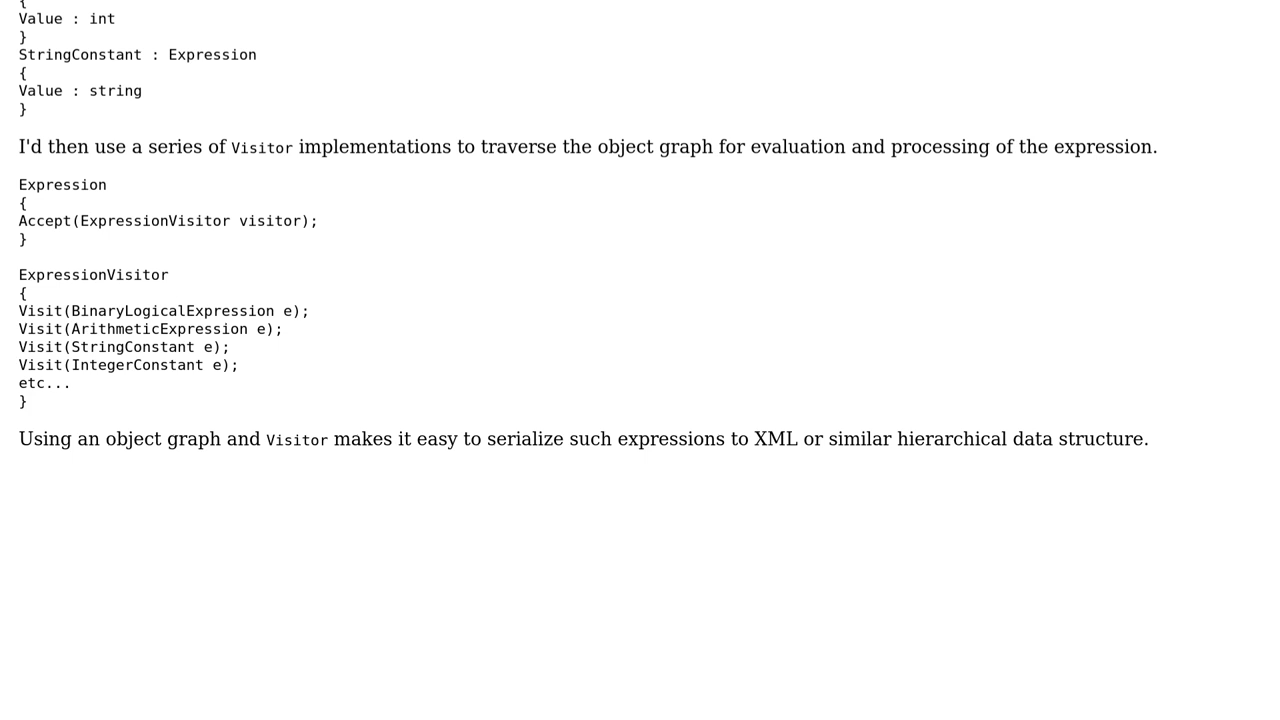 {
Value : int
}
StringConstant : Expression
{
Value : string
}
I'd then use a series of Visitor implementations to traverse the object graph for evaluation and processing of the expression.
Expression
{
Accept(ExpressionVisitor visitor);
}
ExpressionVisitor
{
Visit(BinaryLogicalExpression e);
Visit(ArithmeticExpression e);
Visit(StringConstant e);
Visit(IntegerConstant e);
etc...
}
Using an object graph and Visitor makes it easy to serialize such expressions to XML or similar hierarchical data structure.